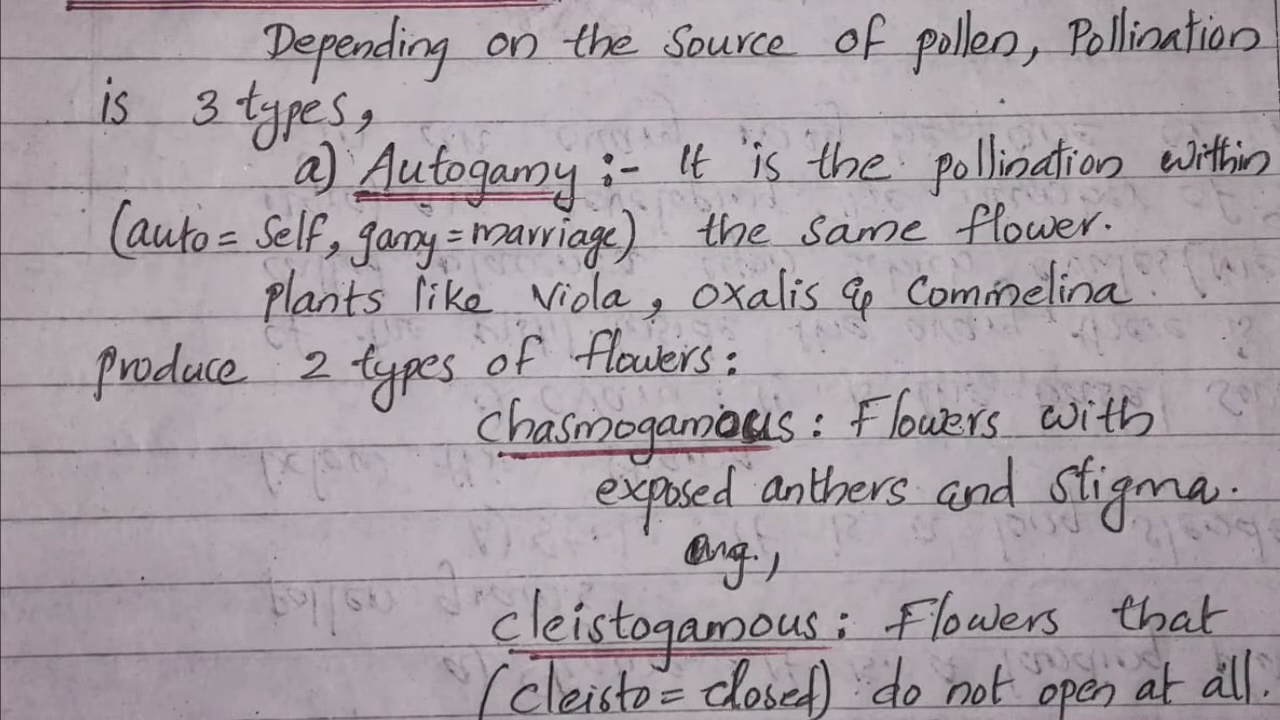 Depending on the source of pollen, Pollination
is 3 types,
a) Autogamy :- It is the pollination within
(auto = Self, gamy = marriage) the same flower.
plants like Viola, oxalis & Commelina
produce 2 types of flowers:
Chasmogamous : Flowers with
exposed anthers and stigma.
Cleistogamous : Flowers that
(cleisto = closed) do not open at all.